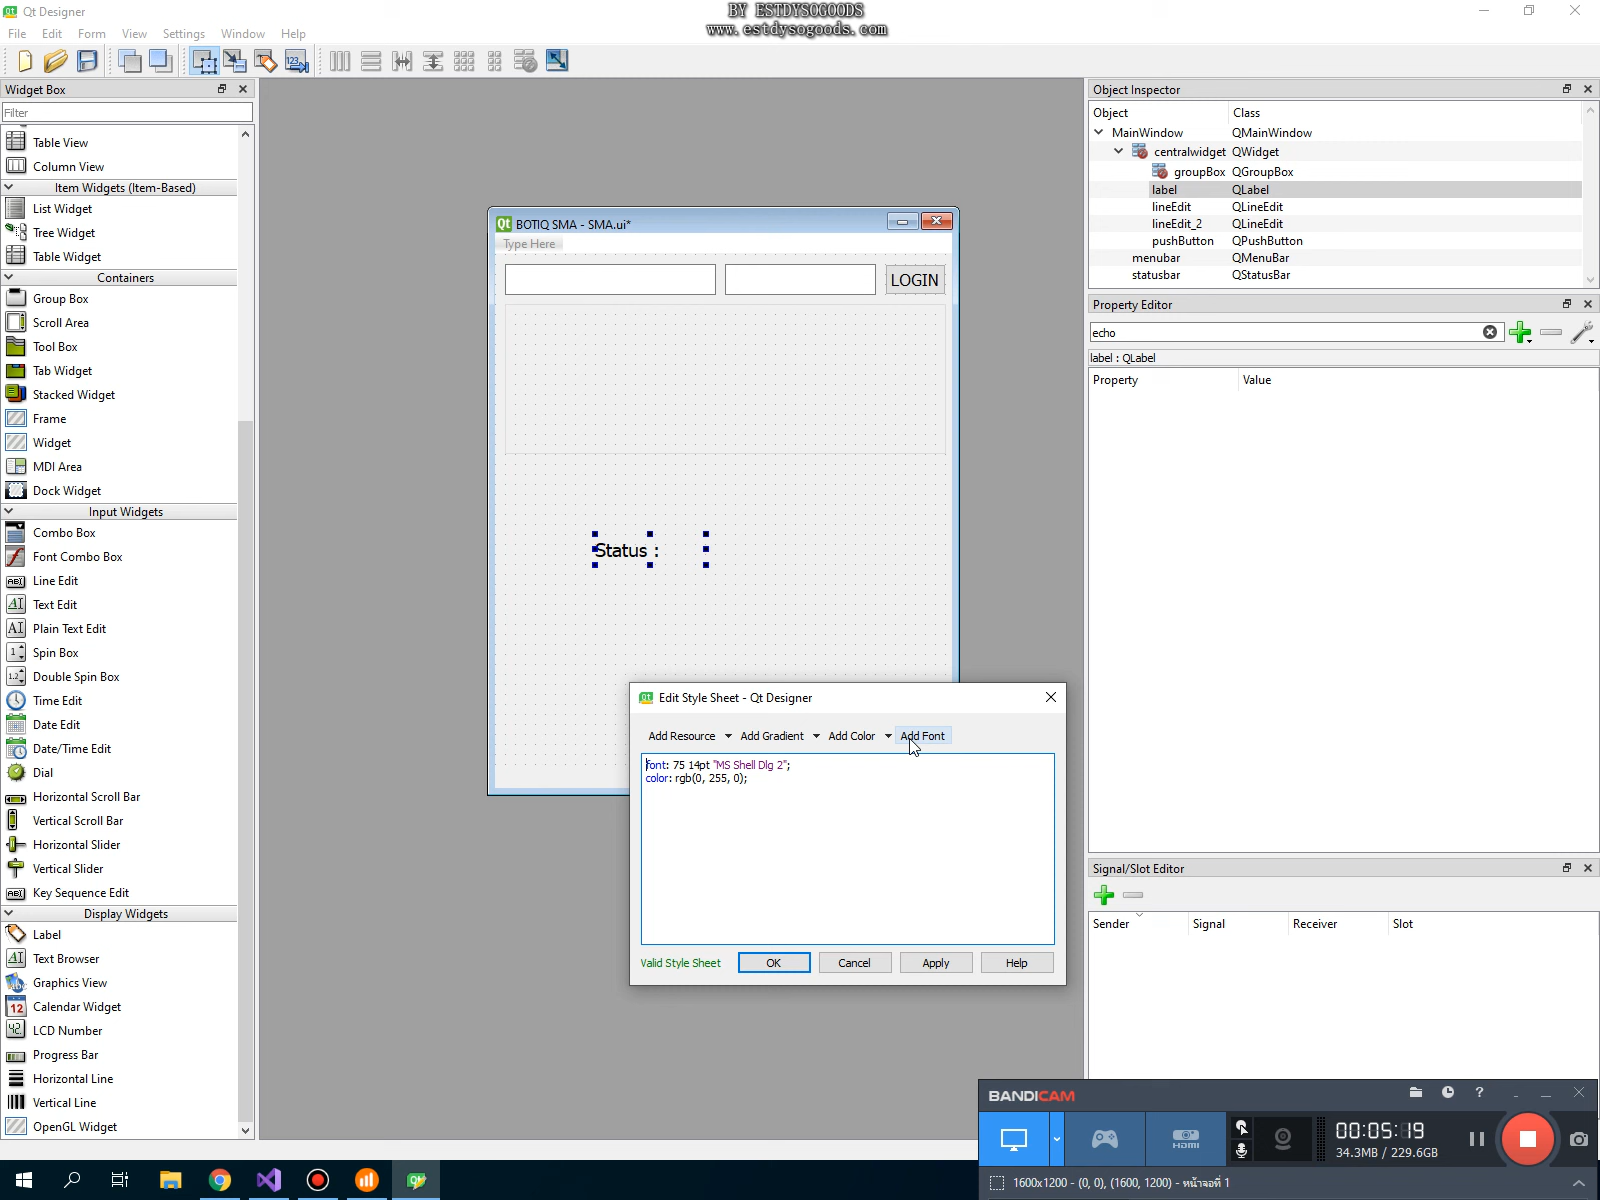 Qt Designer
BY ESTDYSOGOODS
www.estdysogoods.com
File Edit Form View Settings Window Help
Widget Box
Filter
Table View
Column View
Item Widgets (Item-Based)
List Widget
Tree Widget
Table Widget
Containers
Group Box
Scroll Area
Tool Box
Tab Widget
Stacked Widget
Frame
Widget
MDI Area
Dock Widget
Input Widgets
Combo Box
Font Combo Box
Line Edit
Text Edit
Plain Text Edit
Spin Box
Double Spin Box
Time Edit
Date Edit
Date/Time Edit
Dial
Horizontal Scroll Bar
Vertical Scroll Bar
Horizontal Slider
Vertical Slider
Key Sequence Edit
Display Widgets
Label
Text Browser
Graphics View
Calendar Widget
LCD Number
Progress Bar
Horizontal Line
Vertical Line
OpenGL Widget
BOTIQ SMA - SMA.ui*
Type Here
LOGIN
Status :
Edit Style Sheet - Qt Designer
Add Resource Add Gradient Add Color Add Font
font: 75 14pt "MS Shell Dlg 2";
color: rgb(0, 255, 0);
Valid Style Sheet OK Cancel Apply Help
Object Inspector
Object Class
MainWindow QMainWindow
centralwidget QWidget
groupBox QGroupBox
label QLabel
lineEdit QLineEdit
lineEdit_2 QLineEdit
pushButton QPushButton
menubar QMenuBar
statusbar QStatusBar
Property Editor
echo
label : QLabel
Property Value
Signal/Slot Editor
Sender Signal Receiver Slot
BANDICAM
HDMI
00:05:19
34.3MB / 229.6GB
1600x1200 - (0, 0), (1600, 1200) - หน้าจอที่ 1